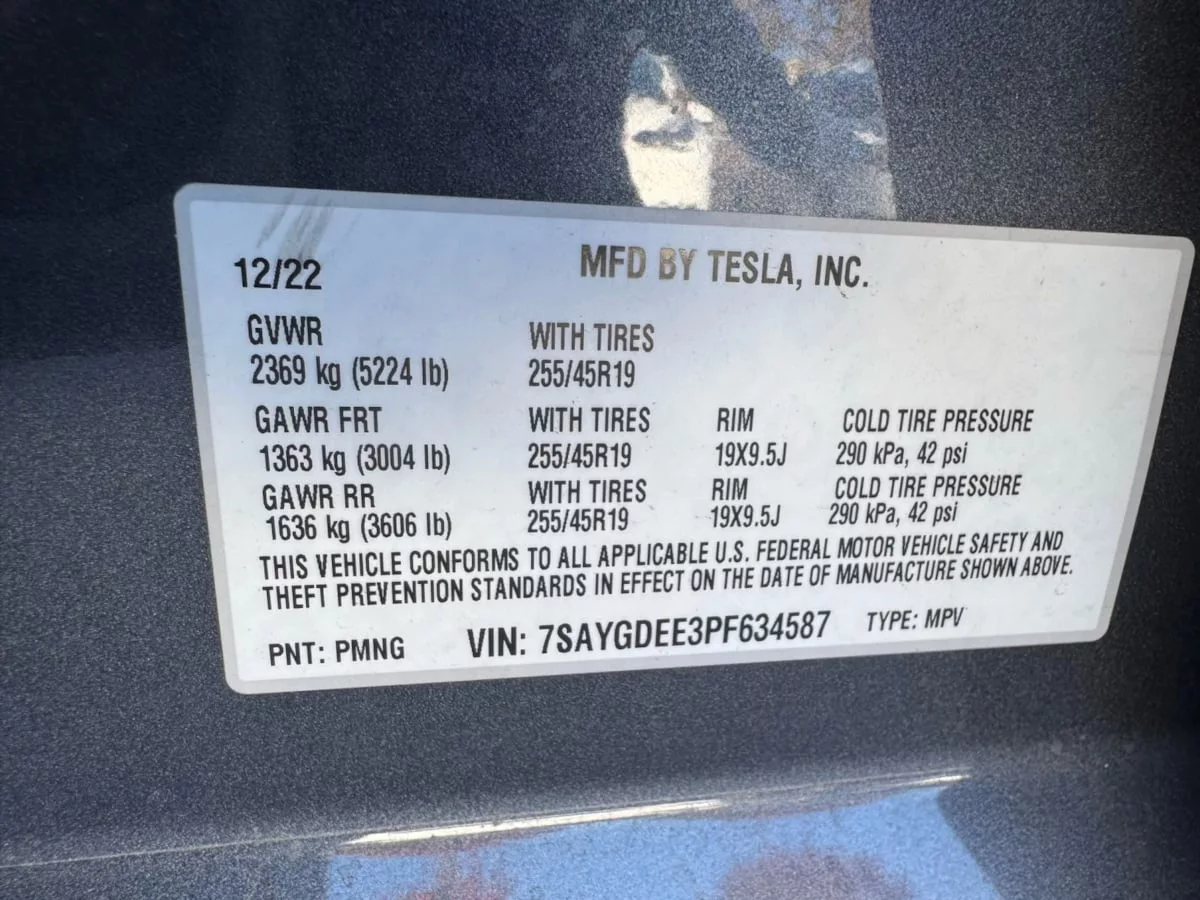 12/22 MFD BY TESLA, INC.
GVWR WITH TIRES
2369 kg (5224 lb) 255/45R19
GAWR FRT WITH TIRES RIM COLD TIRE PRESSURE
1363 kg (3004 lb) 255/45R19 19X9.5J 290 kPa, 42 psi
GAWR RR WITH TIRES RIM COLD TIRE PRESSURE
1636 kg (3606 lb) 255/45R19 19X9.5J 290 kPa, 42 psi
THIS VEHICLE CONFORMS TO ALL APPLICABLE U.S. FEDERAL MOTOR VEHICLE SAFETY AND
THEFT PREVENTION STANDARDS IN EFFECT ON THE DATE OF MANUFACTURE SHOWN ABOVE.
PNT: PMNG VIN: 7SAYGDEE3PF634587 TYPE: MPV